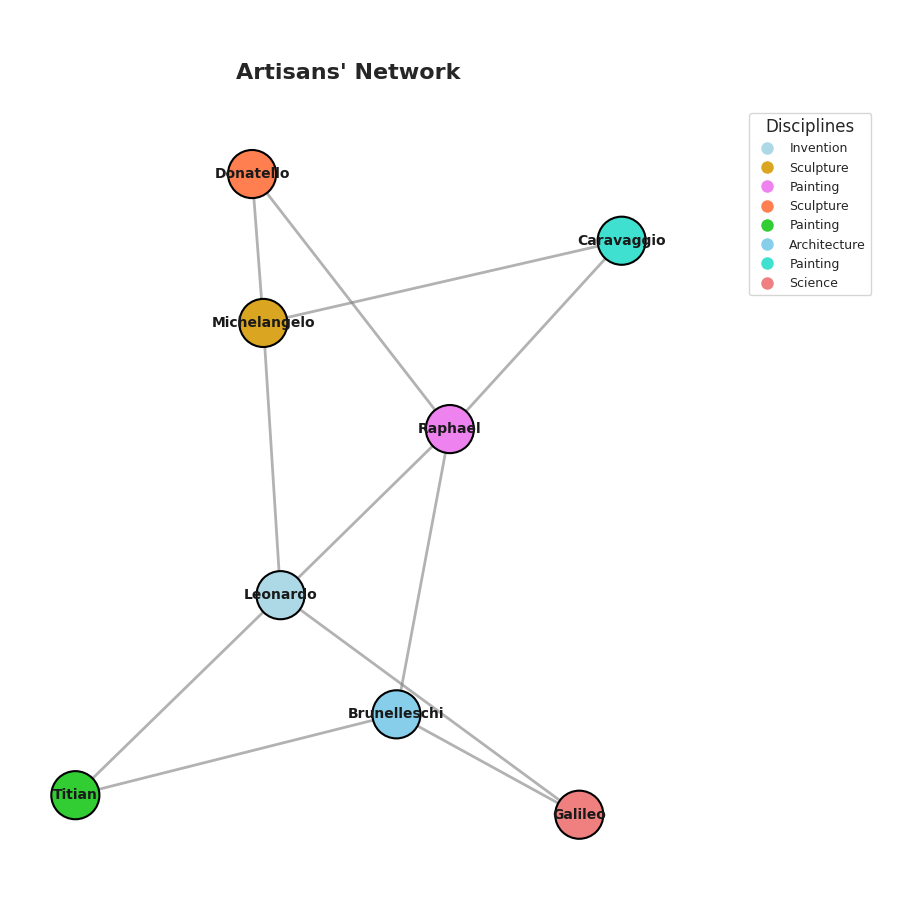 Artisans' Network
Disciplines
Invention
Sculpture
Painting
Sculpture
Painting
Architecture
Painting
Science
Donatello
Caravaggio
Michelangelo
Raphael
Leonardo
Brunelleschi
Titian
Galileo